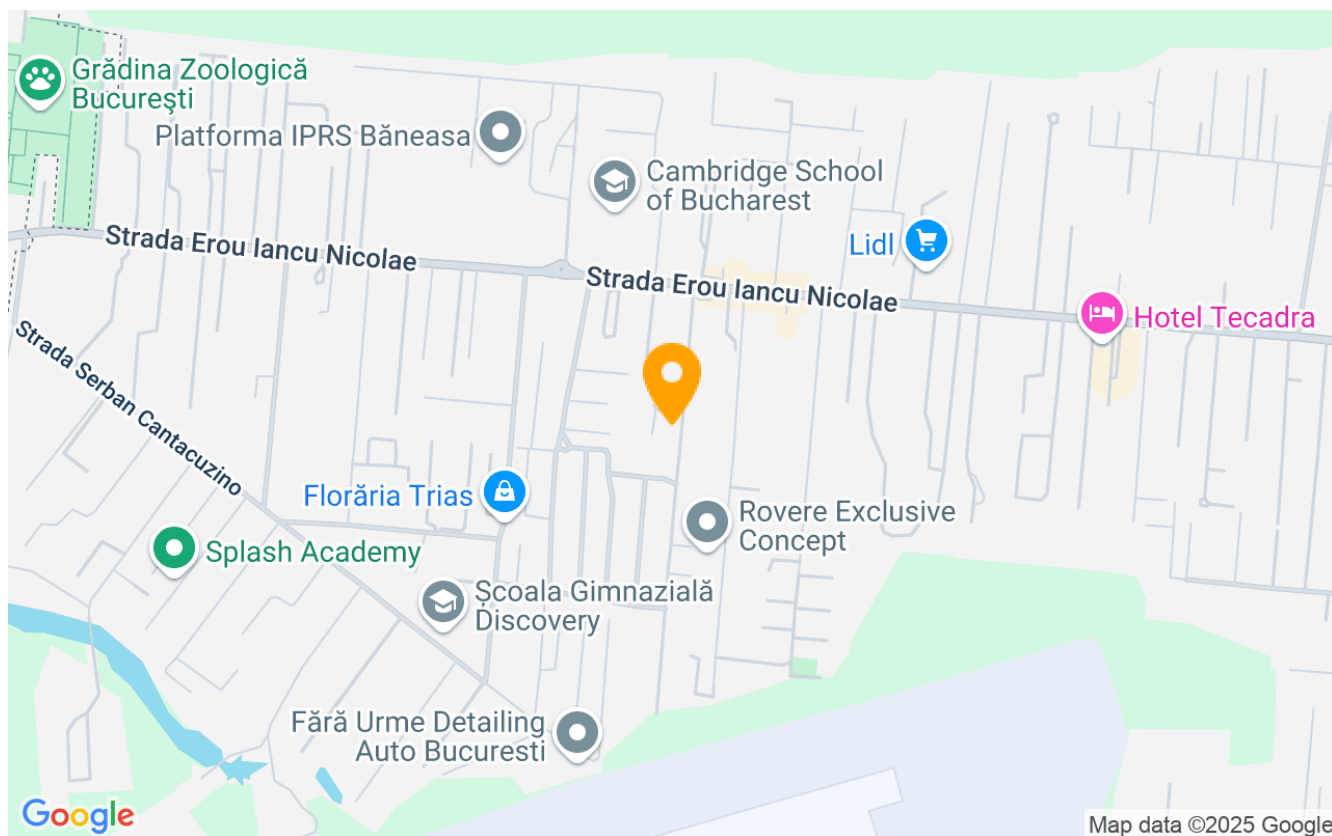 Grădina Zoologică
Bucureşti
Platforma IPRS Băneasa
Cambridge School
of Bucharest
Lidl
Strada Erou Iancu Nicolae
Strada Erou Iancu Nicolae
Hotel Tecadra
Strada Serban Cantacuzino
Florăria Trias
Rovere Exclusive
Concept
Splash Academy
Școala Gimnazială
Discovery
Fără Urme Detailing
Auto Bucuresti
Google
Map data ©2025 Google